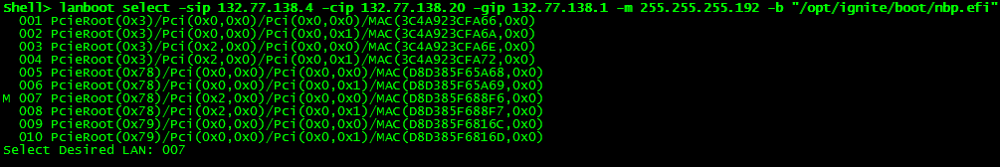 Shell> lanboot select -sip 132.77.138.4 -cip 132.77.138.20 -gip 132.77.138.1 -m 255.255.255.192 -b "/opt/ignite/boot/nbp.efi"
001 PcieRoot(0x3)/Pci(0x0,0x0)/Pci(0x0,0x0)/MAC(3C4A923CFA66,0x0)
002 PcieRoot(0x3)/Pci(0x0,0x0)/Pci(0x0,0x1)/MAC(3C4A923CFA6A,0x0)
003 PcieRoot(0x3)/Pci(0x2,0x0)/Pci(0x0,0x0)/MAC(3C4A923CFA6E,0x0)
004 PcieRoot(0x3)/Pci(0x2,0x0)/Pci(0x0,0x1)/MAC(3C4A923CFA72,0x0)
005 PcieRoot(0x78)/Pci(0x0,0x0)/Pci(0x0,0x0)/MAC(D8D385F65A68,0x0)
006 PcieRoot(0x78)/Pci(0x0,0x0)/Pci(0x0,0x1)/MAC(D8D385F65A69,0x0)
M 007 PcieRoot(0x78)/Pci(0x2,0x0)/Pci(0x0,0x0)/MAC(D8D385F688F6,0x0)
008 PcieRoot(0x78)/Pci(0x2,0x0)/Pci(0x0,0x1)/MAC(D8D385F688F7,0x0)
009 PcieRoot(0x79)/Pci(0x0,0x0)/Pci(0x0,0x0)/MAC(D8D385F6816C,0x0)
010 PcieRoot(0x79)/Pci(0x0,0x0)/Pci(0x0,0x1)/MAC(D8D385F6816D,0x0)
Select Desired LAN: 007